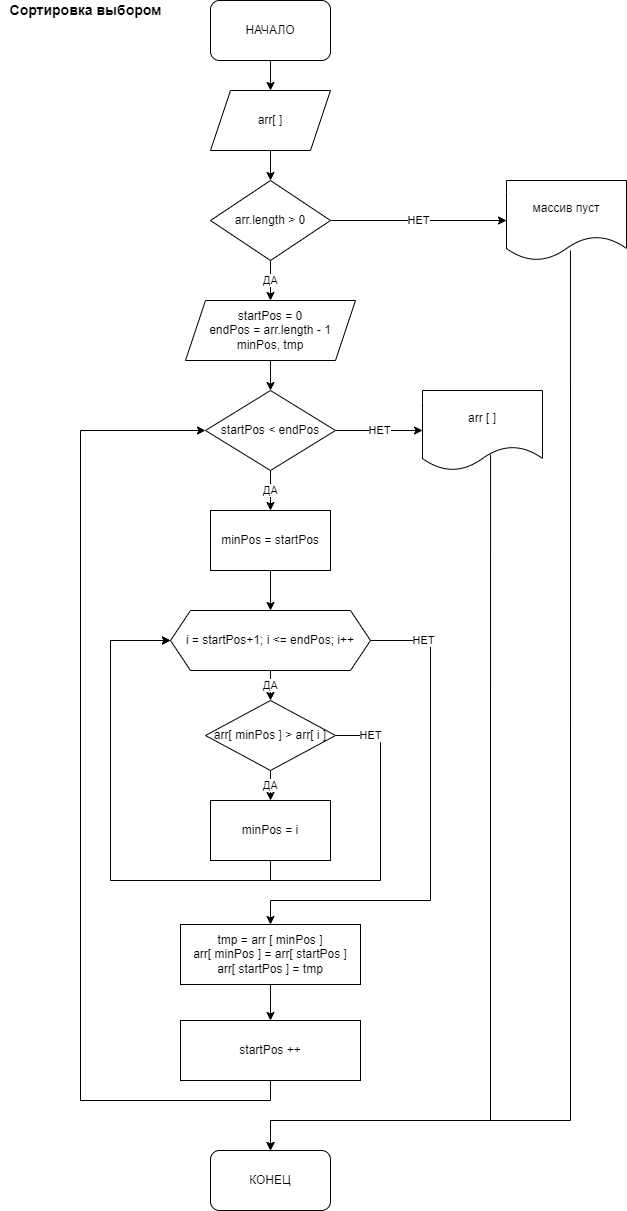 Сортировка выбором
НАЧАЛО
arr[ ]
arr.length > 0
НЕТ
массив пуст
ДА
startPos = 0
endPos = arr.length - 1
minPos, tmp
startPos < endPos
НЕТ
arr [ ]
ДА
minPos = startPos
i = startPos+1; i <= endPos; i++
НЕТ
ДА
arr[ minPos ] > arr[ i ]
НЕТ
ДА
minPos = i
tmp = arr [ minPos ]
arr[ minPos ] = arr[ startPos ]
arr[ startPos ] = tmp
startPos ++
КОНЕЦ